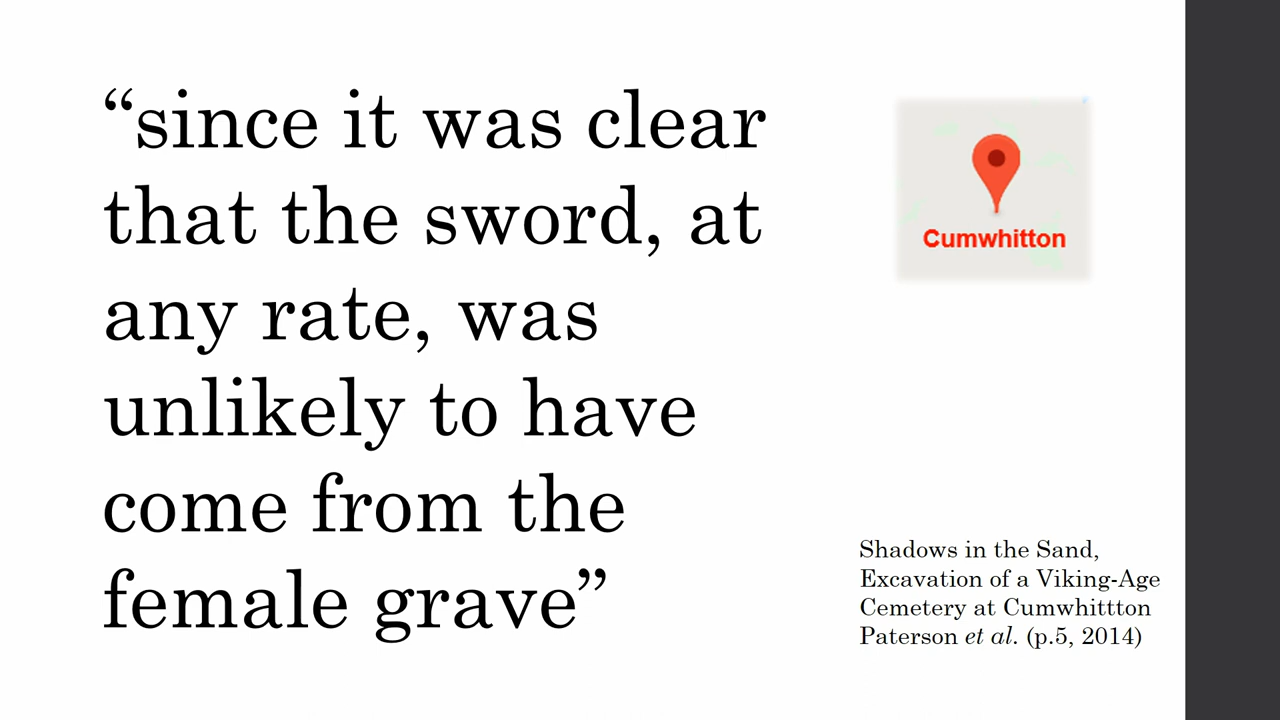 “since it was clear
that the sword, at
any rate, was
unlikely to have
come from the
female grave”
Cumwhitton
Shadows in the Sand,
Excavation of a Viking-Age
Cemetery at Cumwhittton
Paterson et al. (p.5, 2014)